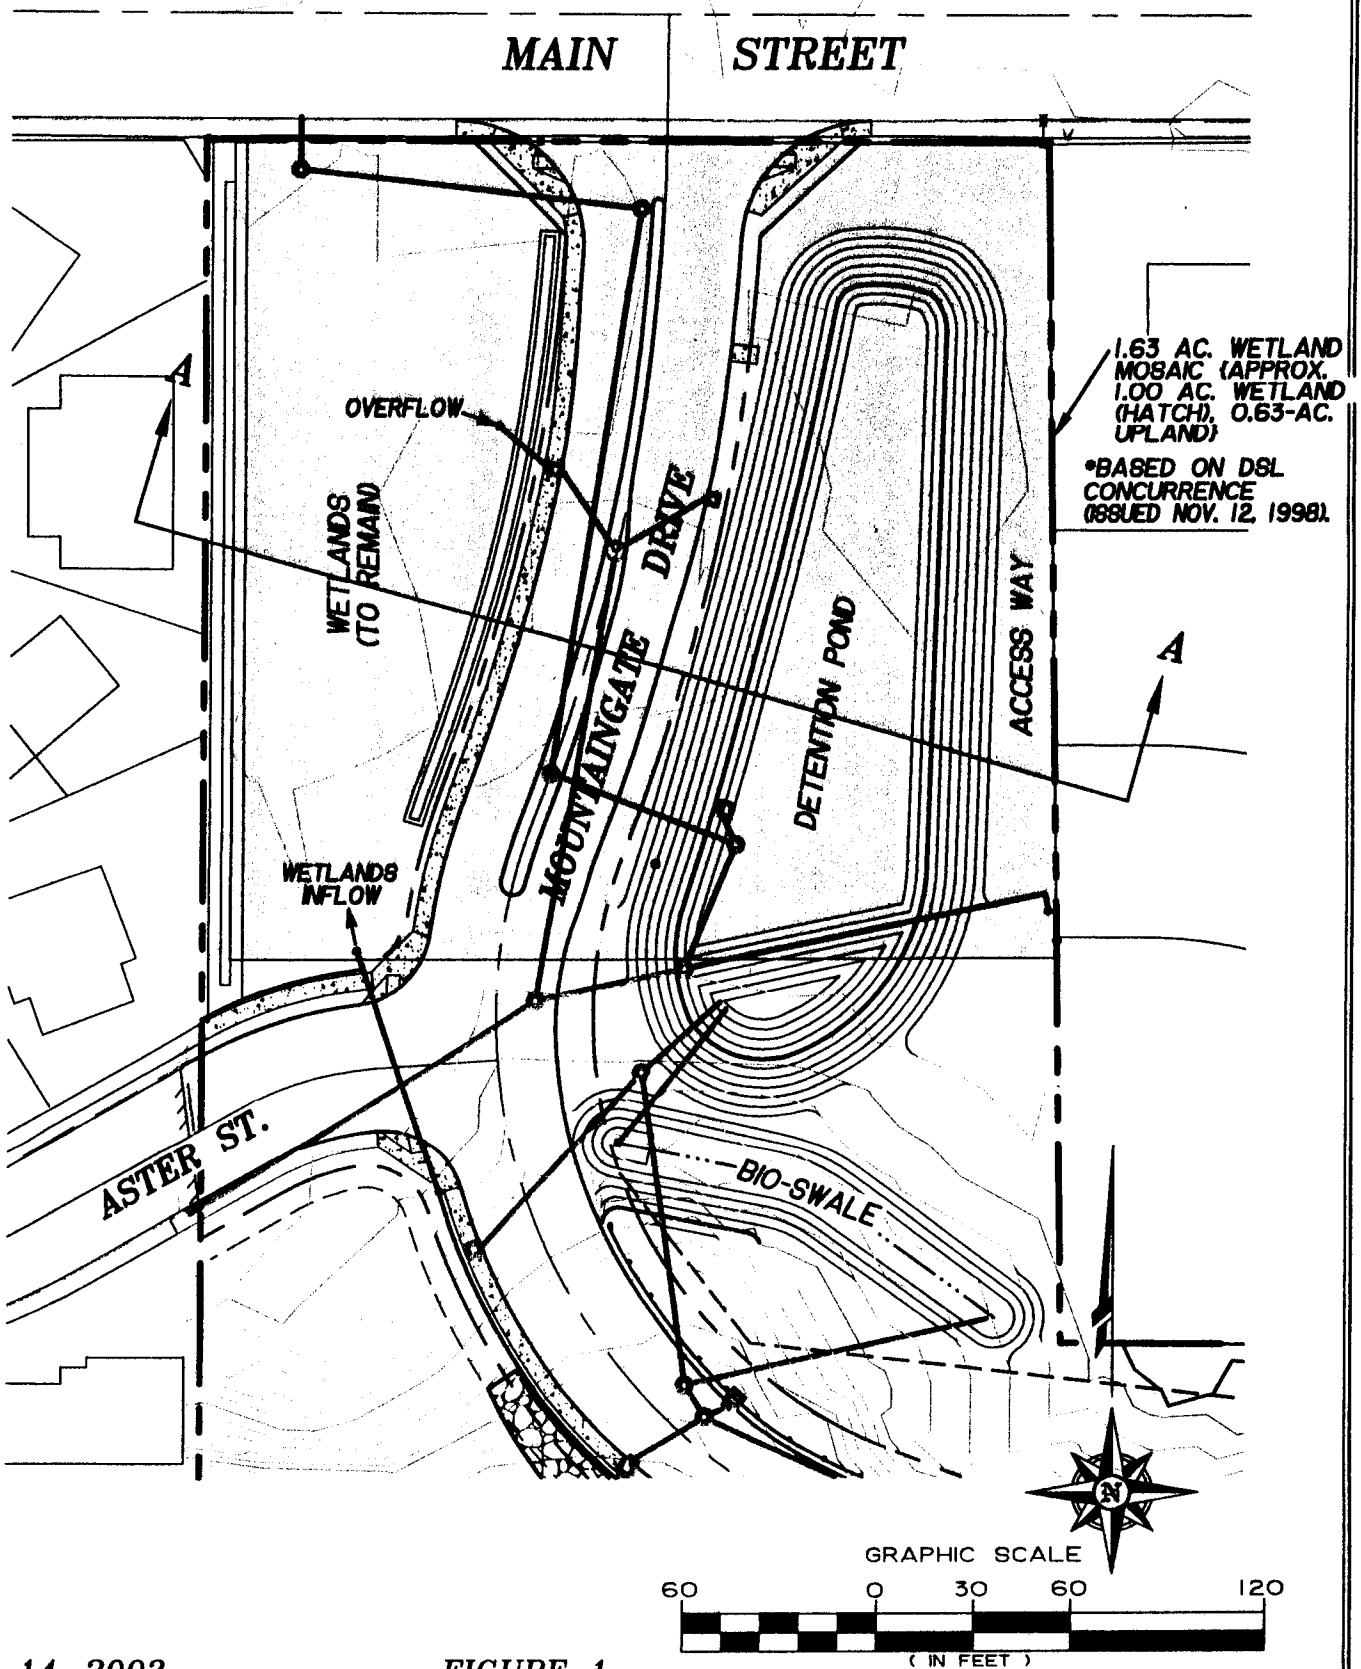 MAIN STREET
A
OVERFLOW
1.63 AC. WETLAND
MOSAIC (APPROX.
1.00 AC. WETLAND
(HATCH), 0.63-AC.
UPLAND)
*BASED ON DSL
CONCURRENCE
(ISSUED NOV. 12, 1998).
WETLANDS
(TO REMAIN)
MOUNTAINGATE DRIVE
DETENTION POND
ACCESS WAY
A
WETLANDS
INFLOW
ASTER ST.
BIO-SWALE
N
GRAPHIC SCALE
60 0 30 60 120
( IN FEET )